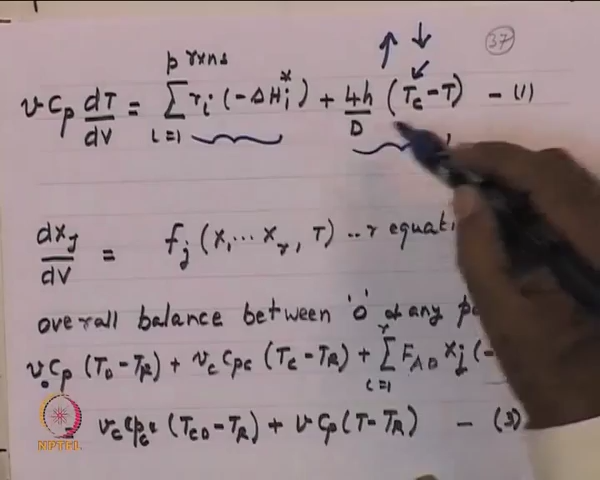 37
p rxns
v Cp dT/dV = Σ i=1 ri (-ΔHi*) + 4h/D (Tc - T) - (1)
dXj/dV = fj (X1 ... Xr, T) .. r equati
overall balance between '0' & any p
v0 Cp (T0 - TR) + vc Cpc (Tc - TR) + Σ i=1 r FA0 Xi (-
= vc Cpc (Tc0 - TR) + v Cp (T - TR) - (3)
NPTEL